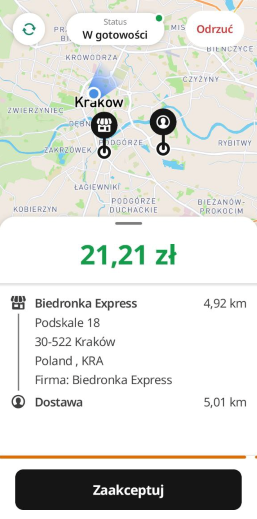 Status
W gotowości
Odrzuć
BIEŃCZYCE
KROWODRZA
CZYŻYNY
ZWIERZYNIEC
Kraków
DĘBNI
PODGÓRZE
ZAKRZÓWEK
RYBITWY
ŁAGIEWNIKI
PODGÓRZE
DUCHACKIE
BIEŻANÓW-
PROKOCIM
KOBIERZYN
21,21 zł
Biedronka Express 4,92 km
Podskale 18
30-522 Kraków
Poland , KRA
Firma: Biedronka Express
Dostawa 5,01 km
Zaakceptuj